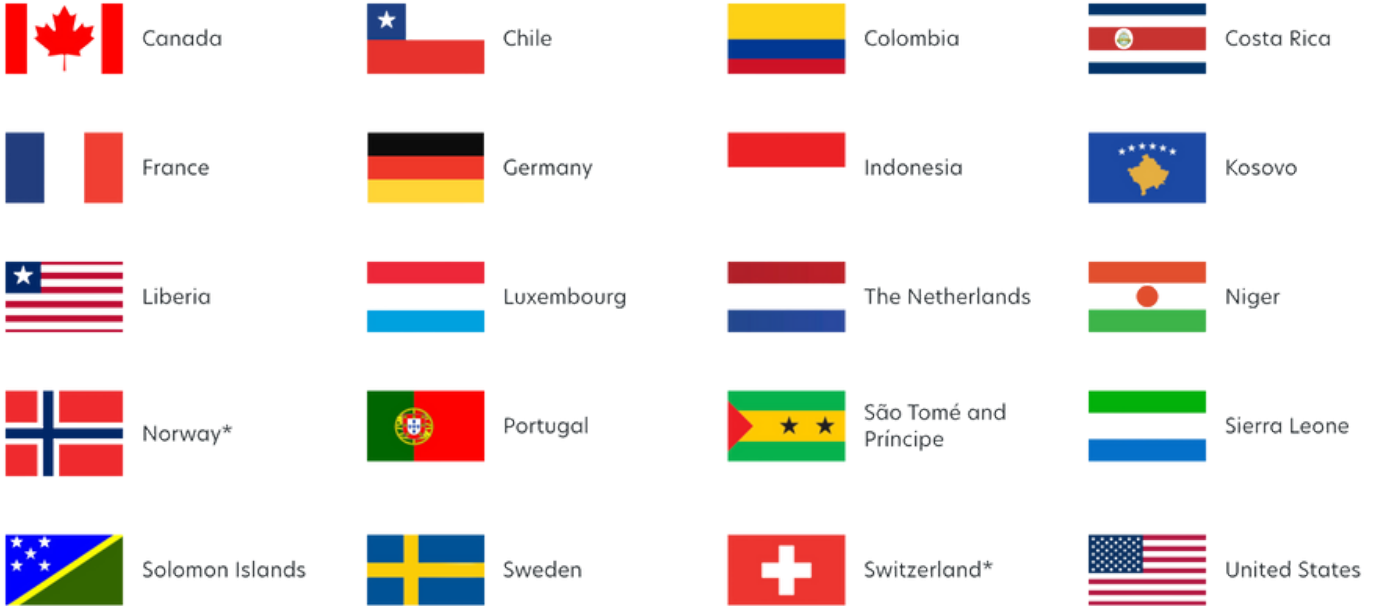 Canada
Chile
Colombia
Costa Rica
France
Germany
Indonesia
Kosovo
Liberia
Luxembourg
The Netherlands
Niger
Norway*
Portugal
São Tomé and
Príncipe
Sierra Leone
Solomon Islands
Sweden
Switzerland*
United States